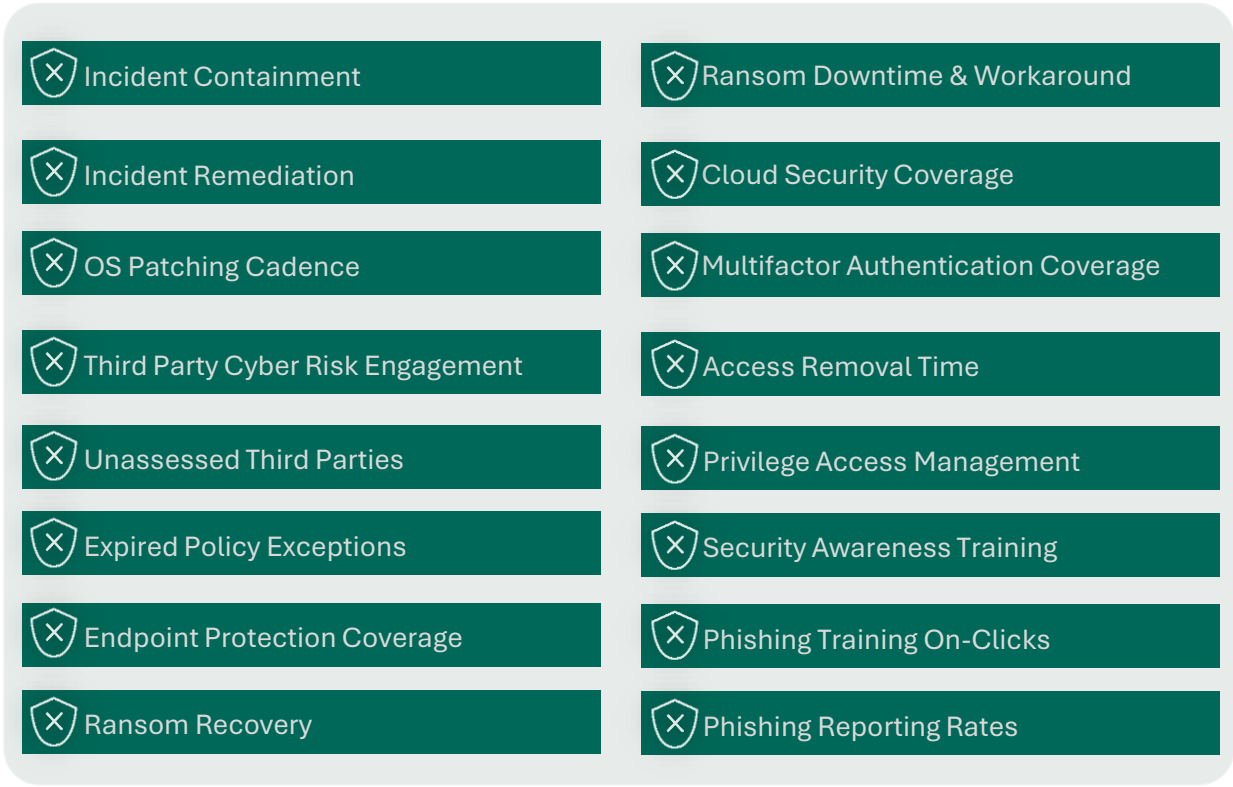 Incident Containment
Incident Remediation
OS Patching Cadence
Third Party Cyber Risk Engagement
Unassessed Third Parties
Expired Policy Exceptions
Endpoint Protection Coverage
Ransom Recovery
Ransom Downtime & Workaround
Cloud Security Coverage
Multifactor Authentication Coverage
Access Removal Time
Privilege Access Management
Security Awareness Training
Phishing Training On-Clicks
Phishing Reporting Rates